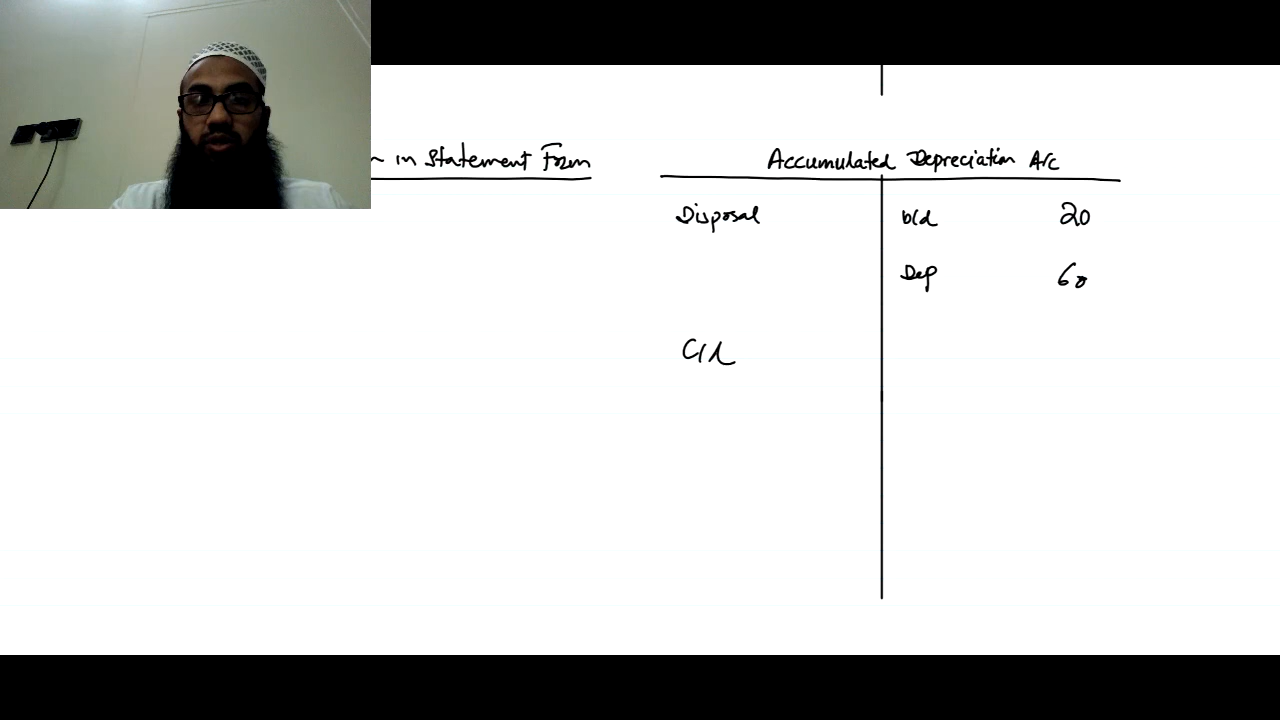 in Statement Form
Accumulated Depreciation A/c
Disposal b/d 20
Dep 60
C/d